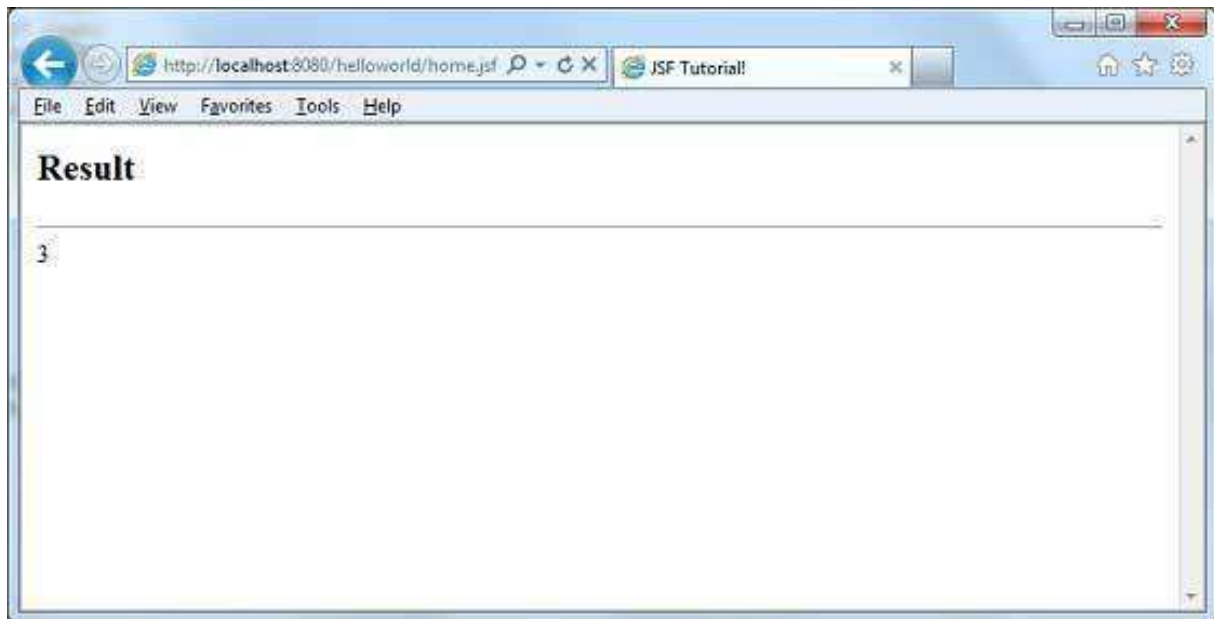 http://localhost:8080/helloworld/home.jsf
JSF Tutorial!
File Edit View Favorites Tools Help
Result
3